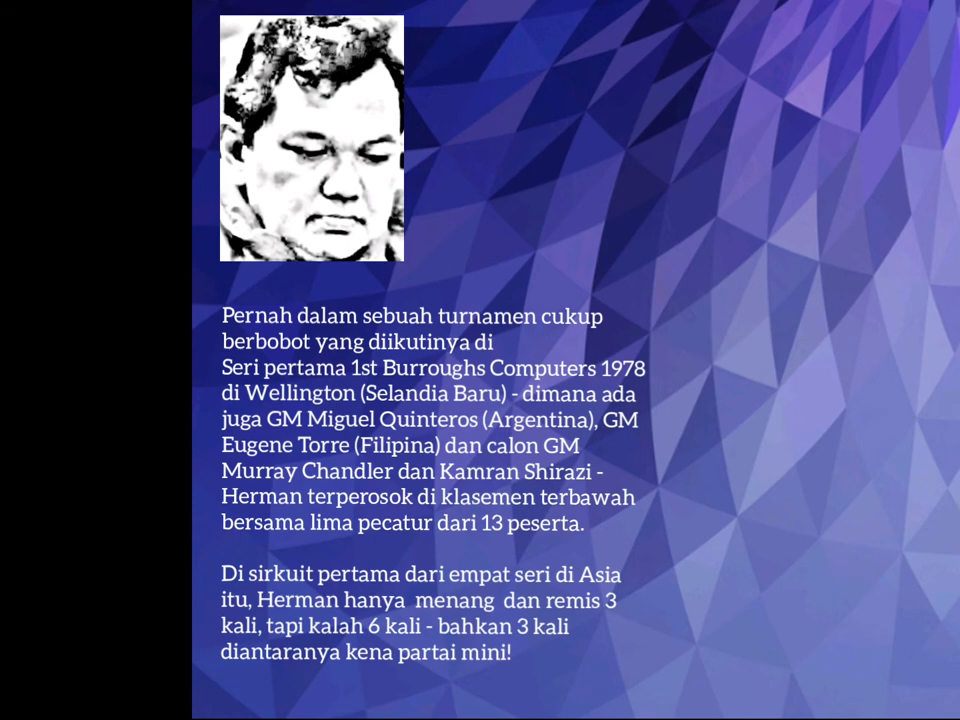 Pernah dalam sebuah turnamen cukup
berbobot yang diikutinya di
Seri pertama 1st Burroughs Computers 1978
di Wellington (Selandia Baru) - dimana ada
juga GM Miguel Quinteros (Argentina), GM
Eugene Torre (Filipina) dan calon GM
Murray Chandler dan Kamran Shirazi -
Herman terperosok di klasemen terbawah
bersama lima pecatur dari 13 peserta.
Di sirkuit pertama dari empat seri di Asia
itu, Herman hanya  menang  dan remis 3
kali, tapi kalah 6 kali - bahkan 3 kali
diantaranya kena partai mini!